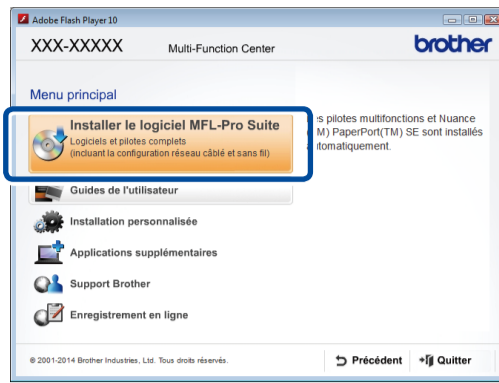 Adobe Flash Player 10
XXX-XXXXX
Multi-Function Center
brother
Menu principal
Installer le logiciel MFL-Pro Suite
Logiciels et pilotes complets
(incluant la configuration réseau câblé et sans fil)
s pilotes multifonctions et Nuance
M) PaperPort(TM) SE sont installés
tomatiquement.
Guides de l'utilisateur
Installation personnalisée
Applications supplémentaires
Support Brother
Enregistrement en ligne
© 2001-2014 Brother Industries, Ltd. Tous droits réservés.
Précédent
Quitter